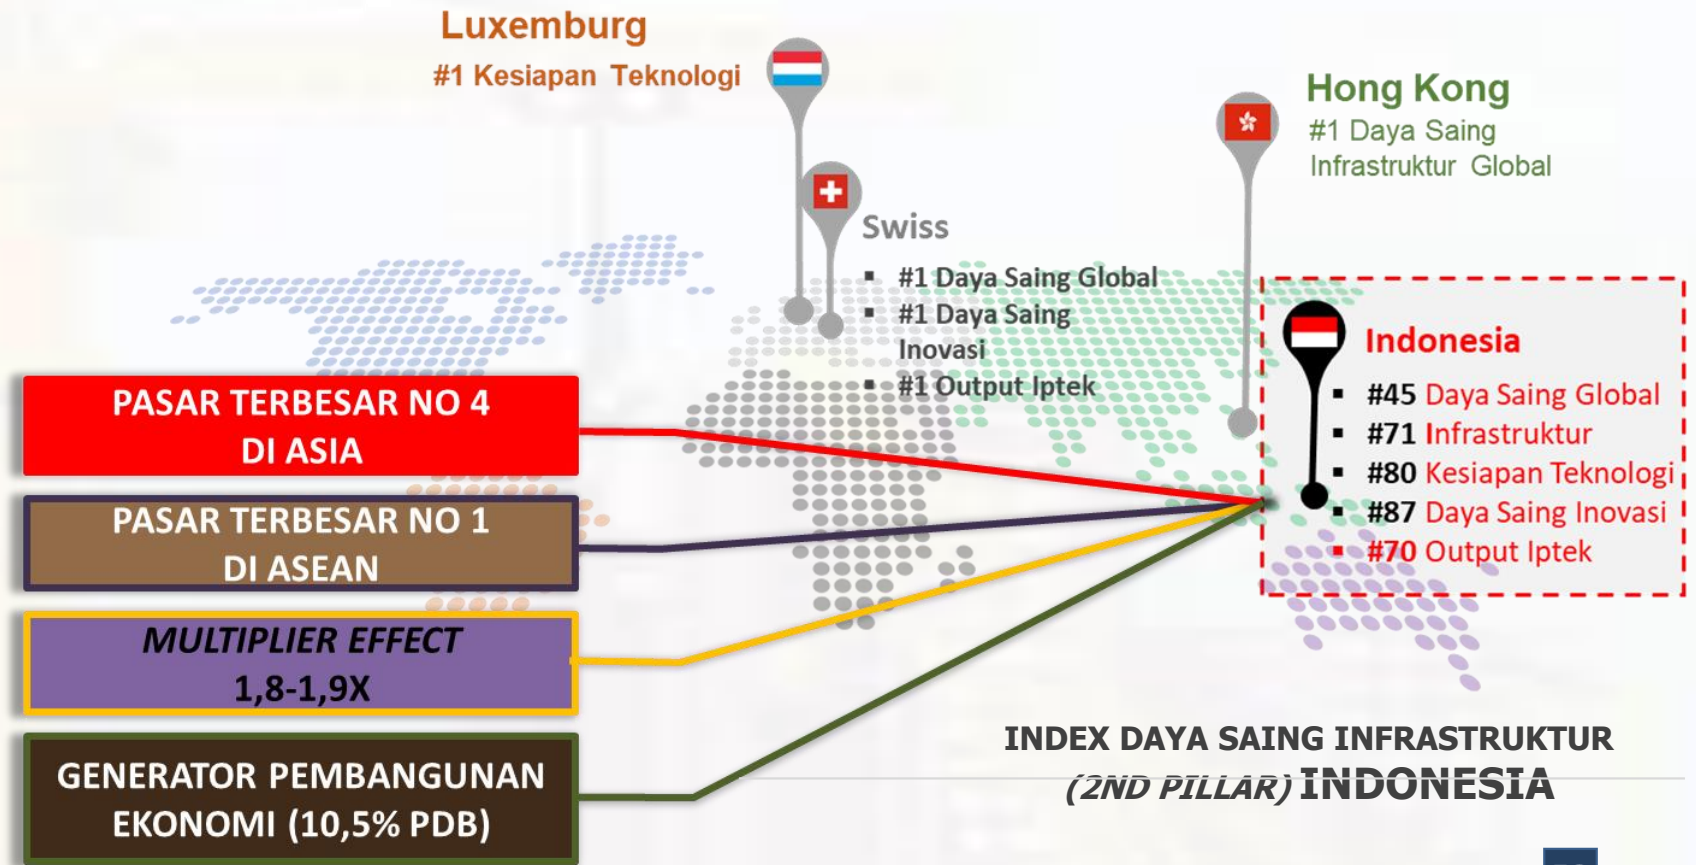 Luxemburg
#1 Kesiapan Teknologi
Hong Kong
#1 Daya Saing
Infrastruktur Global
Swiss
▪ #1 Daya Saing Global
▪ #1 Daya Saing
Inovasi
▪ #1 Output Iptek
Indonesia
▪ #45 Daya Saing Global
▪ #71 Infrastruktur
▪ #80 Kesiapan Teknologi
▪ #87 Daya Saing Inovasi
▪ #70 Output Iptek
PASAR TERBESAR NO 4
DI ASIA
PASAR TERBESAR NO 1
DI ASEAN
MULTIPLIER EFFECT
1,8-1,9X
GENERATOR PEMBANGUNAN
EKONOMI (10,5% PDB)
INDEX DAYA SAING INFRASTRUKTUR
(2ND PILLAR) INDONESIA